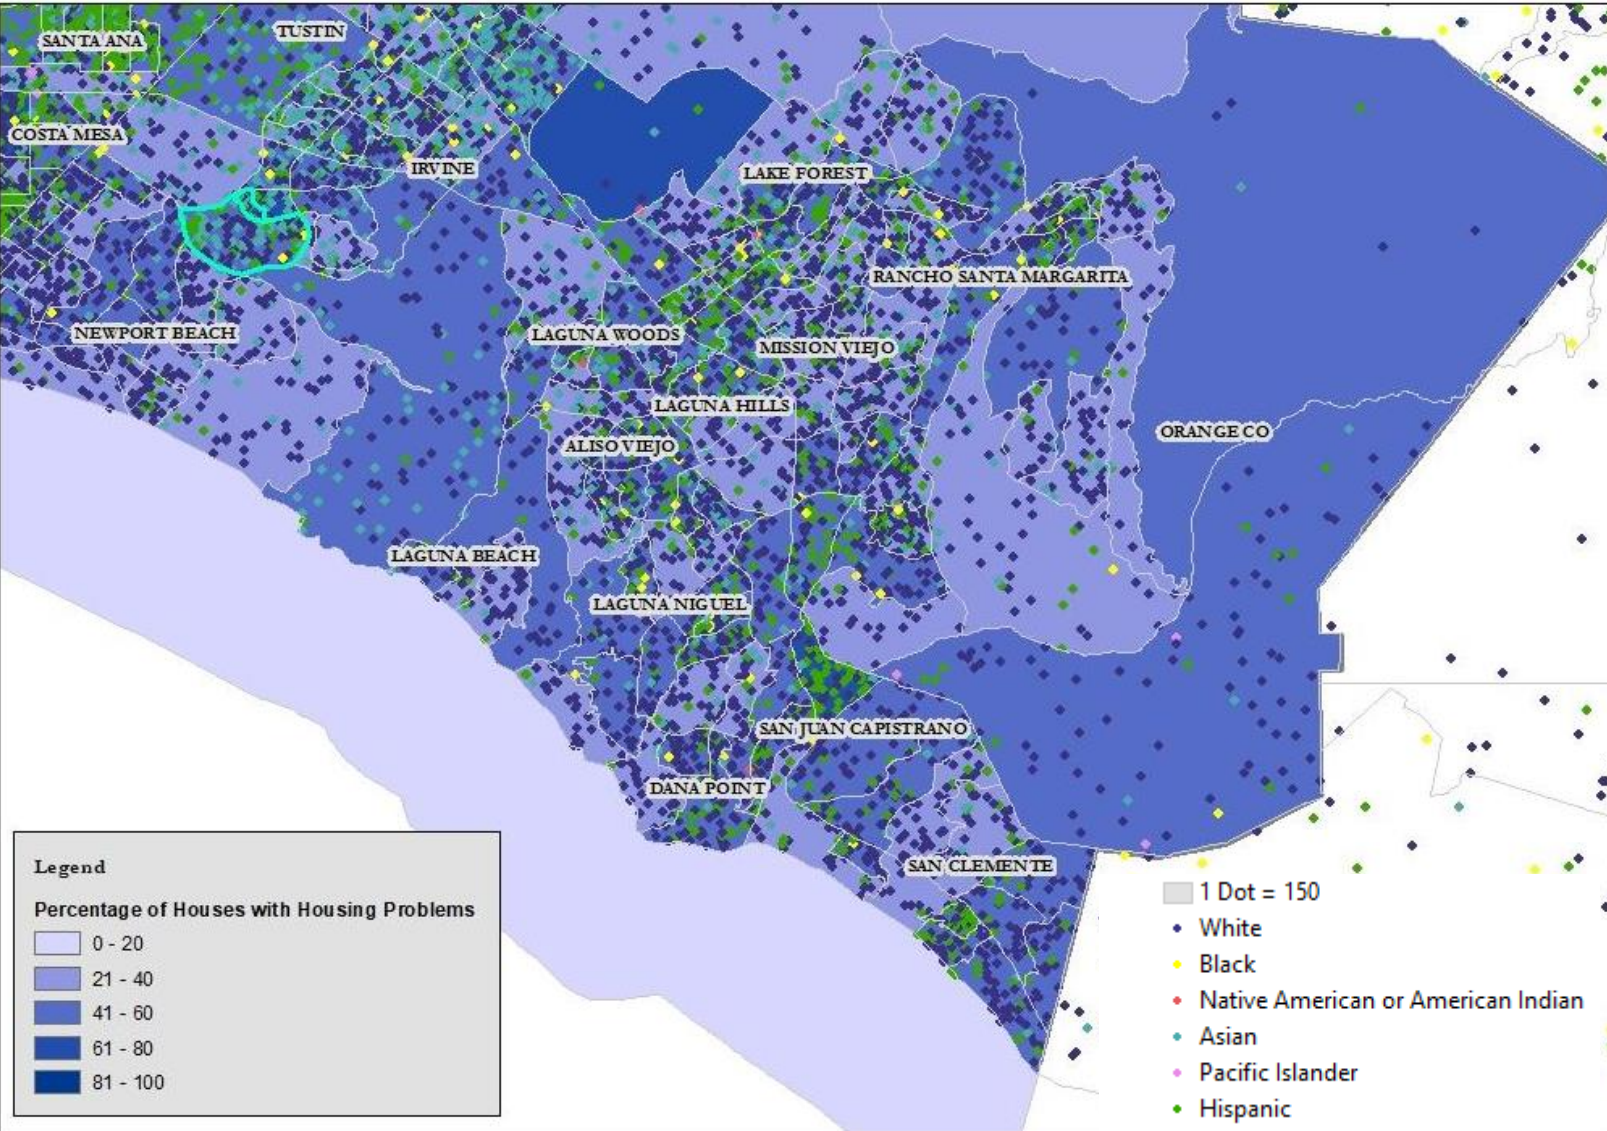 SANTA ANA
TUSTIN
COSTA MESA
IRVINE
LAKE FOREST
RANCHO SANTA MARGARITA
NEWPORT BEACH
LAGUNA WOODS
MISSION VIEJO
LAGUNA HILLS
ALISO VIEJO
ORANGE CO
LAGUNA BEACH
LAGUNA NIGUEL
SAN JUAN CAPISTRANO
DANA POINT
SAN CLEMENTE
Legend
Percentage of Houses with Housing Problems
0 - 20
21 - 40
41 - 60
61 - 80
81 - 100
1 Dot = 150
White
Black
Native American or American Indian
Asian
Pacific Islander
Hispanic